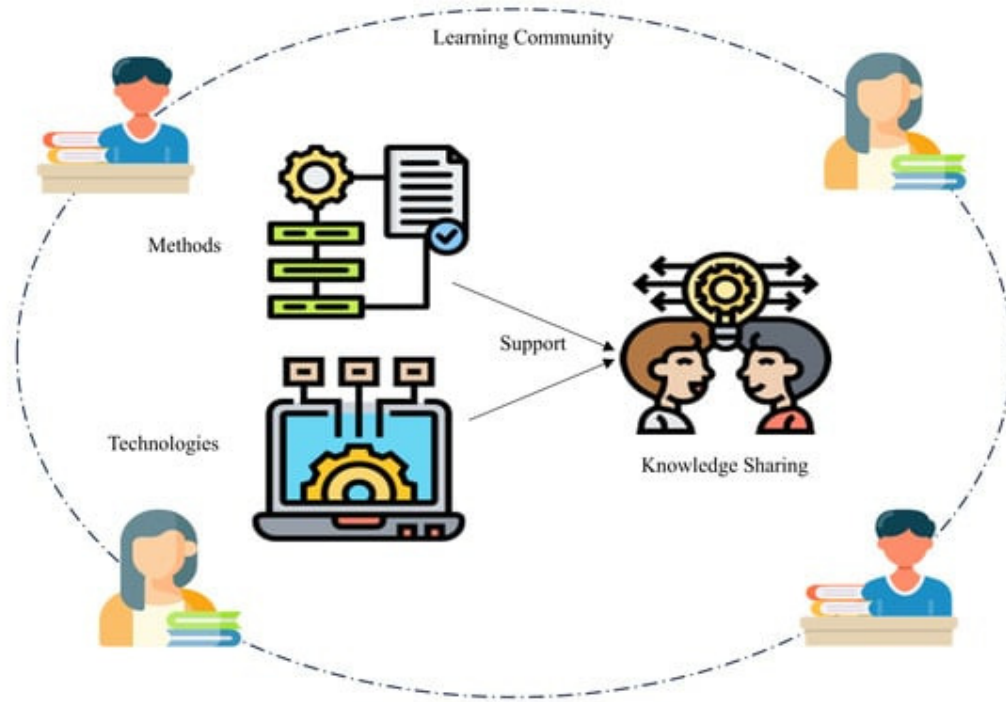 Learning Community
Methods
Support
Technologies
Knowledge Sharing